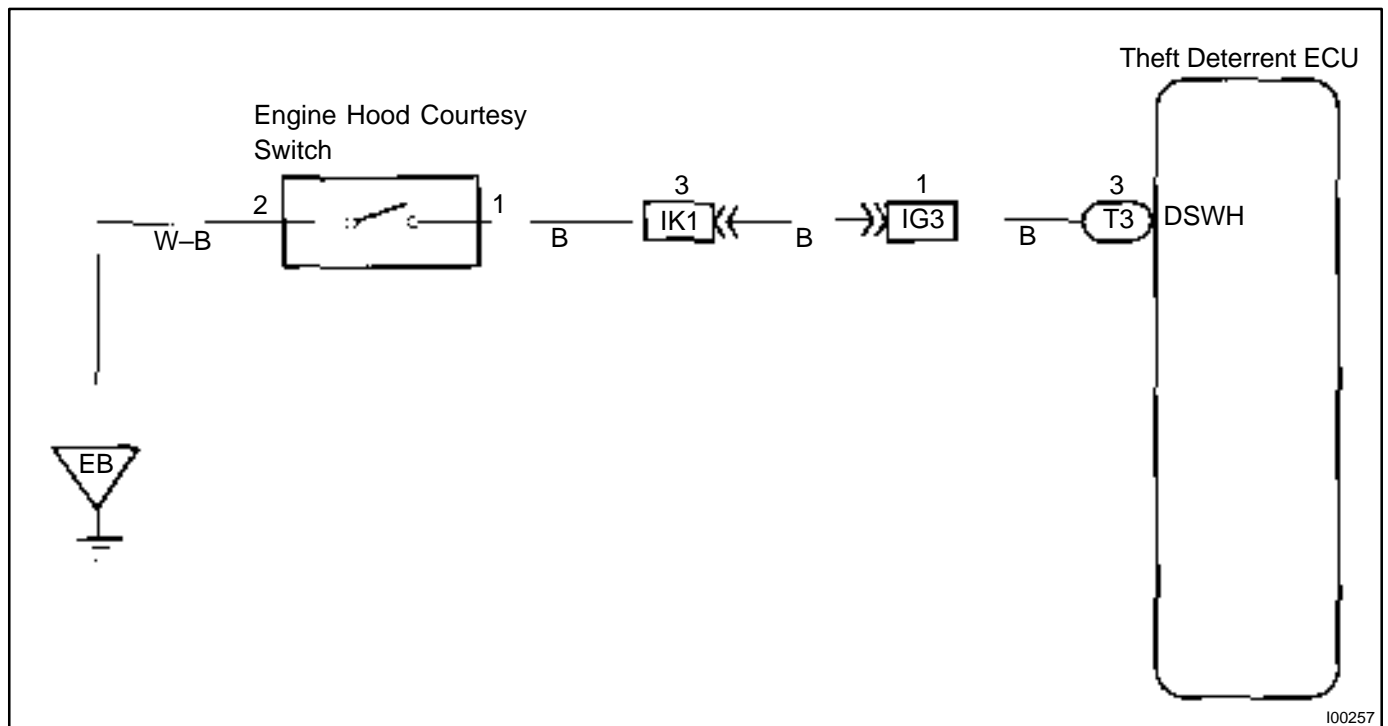 Theft Deterrent ECU
Engine Hood Courtesy
Switch
2
1
3
1
3
IK1
IG3
T3
DSWH
W–B
B
B
B
EB
I00257